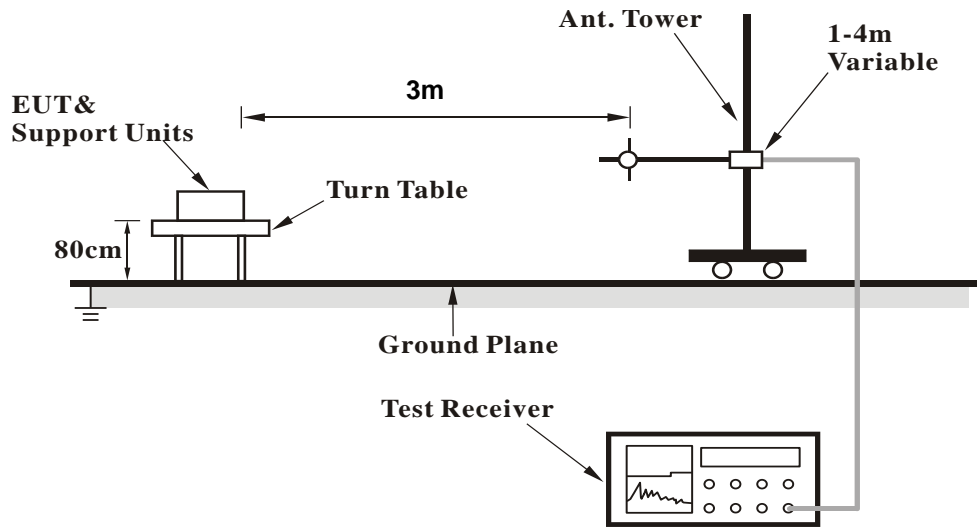 Ant. Tower
1-4m
Variable
3m
EUT&
Support Units
Turn Table
80cm
Ground Plane
Test Receiver